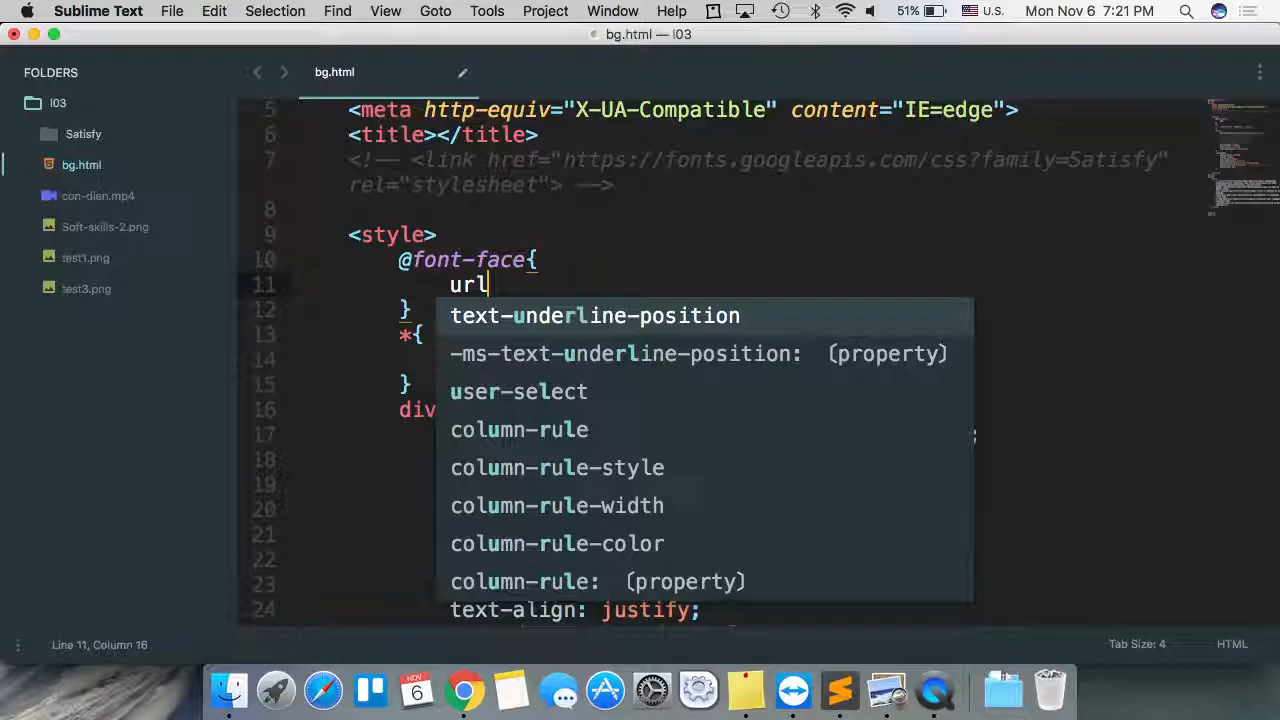 Sublime Text File Edit Selection Find View Goto Tools Project Window Help 51% U.S. Mon Nov 6 7:21 PM
bg.html — l03
FOLDERS
l03
Satisfy
bg.html
con-dien.mp4
Soft-skills-2.png
test1.png
test3.png
bg.html
5 <meta http-equiv="X-UA-Compatible" content="IE=edge">
6 <title></title>
7 <!-- <link href="https://fonts.googleapis.com/css?family=Satisfy"
rel="stylesheet"> -->
8
9 <style>
10 @font-face{
11 url
12 }
13 *{
14
15 }
16 div
17 ;
18
19
20
21
22
23
24 text-align: justify;
text-underline-position
-ms-text-underline-position: (property)
user-select
column-rule
column-rule-style
column-rule-width
column-rule-color
column-rule: (property)
Line 11, Column 16 Tab Size: 4 HTML
NOV
6